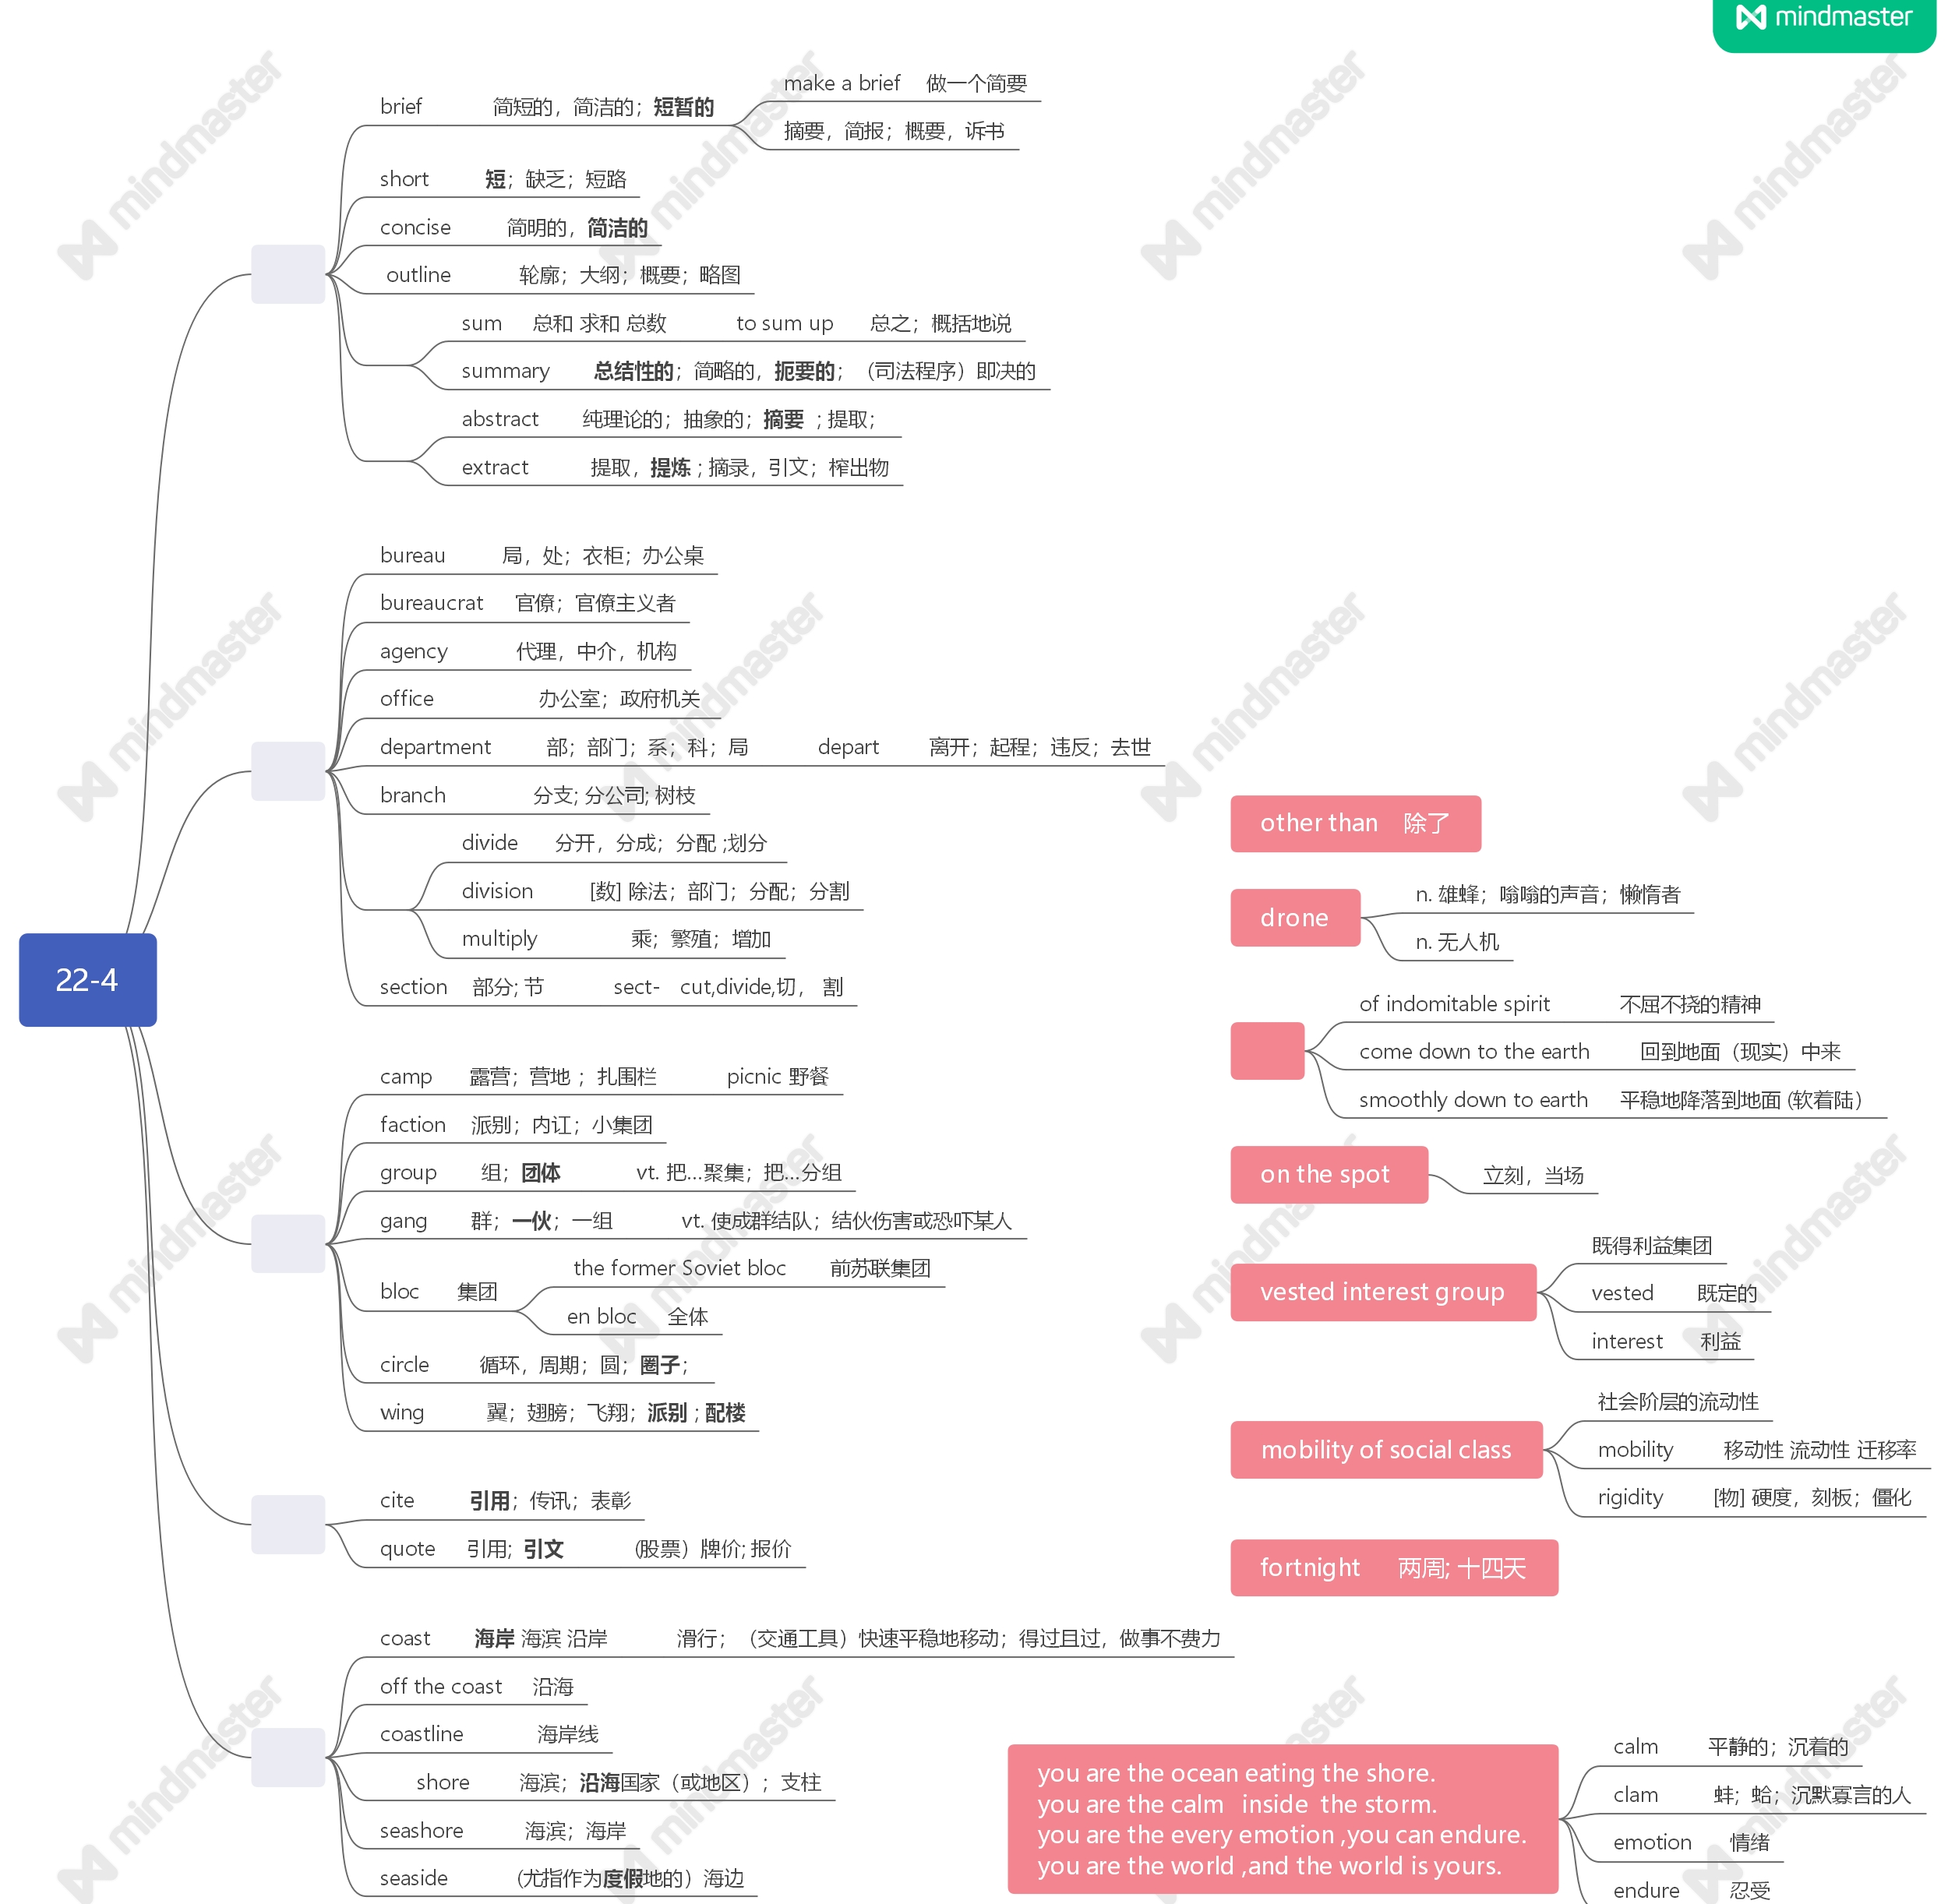 mindmaster
22-4
brief 简短的，简洁的；短暂的
make a brief 做一个简要
摘要，简报；概要，诉书
short 短；缺乏；短路
concise 简明的，简洁的
outline 轮廓；大纲；概要；略图
sum 总和 求和 总数 to sum up 总之；概括地说
summary 总结性的；简略的，扼要的；（司法程序）即决的
abstract 纯理论的；抽象的；摘要 ; 提取；
extract 提取，提炼 ; 摘录，引文；榨出物
bureau 局，处；衣柜；办公桌
bureaucrat 官僚；官僚主义者
agency 代理，中介，机构
office 办公室；政府机关
department 部；部门；系；科；局 depart 离开；起程；违反；去世
branch 分支; 分公司; 树枝
divide 分开，分成；分配 ;划分
division [数] 除法；部门；分配；分割
multiply 乘；繁殖；增加
section 部分; 节 sect- cut,divide,切， 割
camp 露营；营地 ；扎围栏 picnic 野餐
faction 派别；内讧；小集团
group 组；团体 vt. 把...聚集；把...分组
gang 群；一伙；一组 vt. 使成群结队；结伙伤害或恐吓某人
bloc 集团
the former Soviet bloc 前苏联集团
en bloc 全体
circle 循环，周期；圆；圈子；
wing 翼；翅膀；飞翔；派别 ; 配楼
cite 引用；传讯；表彰
quote 引用; 引文 (股票）牌价; 报价
coast 海岸 海滨 沿岸 滑行；（交通工具）快速平稳地移动；得过且过，做事不费力
off the coast 沿海
coastline 海岸线
shore 海滨；沿海国家（或地区）；支柱
seashore 海滨；海岸
seaside （尤指作为度假地的）海边
other than 除了
drone
n. 雄蜂；嗡嗡的声音；懒惰者
n. 无人机
of indomitable spirit 不屈不挠的精神
come down to the earth 回到地面（现实）中来
smoothly down to earth 平稳地降落到地面 (软着陆）
on the spot
立刻，当场
vested interest group
既得利益集团
vested 既定的
interest 利益
mobility of social class
社会阶层的流动性
mobility 移动性 流动性 迁移率
rigidity [物] 硬度，刻板；僵化
fortnight 两周; 十四天
you are the ocean eating the shore.
you are the calm inside the storm.
you are the every emotion ,you can endure.
you are the world ,and the world is yours.
calm 平静的；沉着的
clam 蚌；蛤；沉默寡言的人
emotion 情绪
endure 忍受